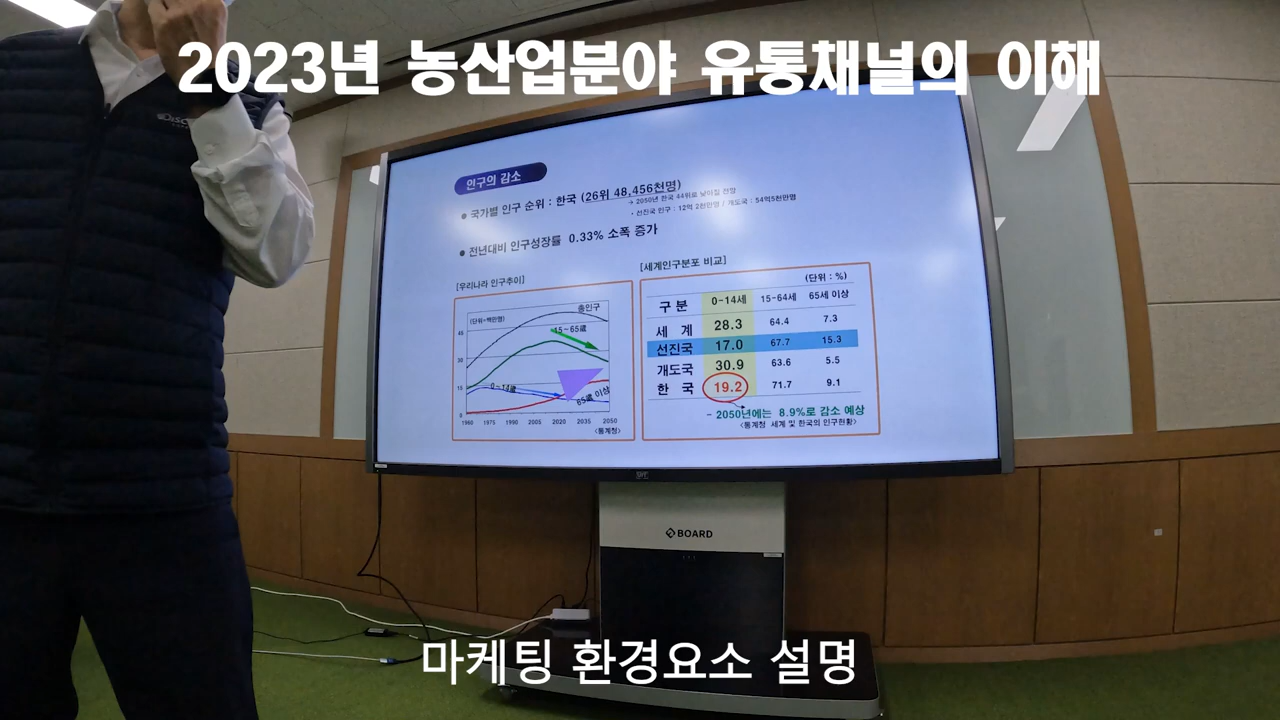 2023년 농산업분야 유통채널의 이해
인구의 감소
● 국가별 인구 순위 : 한국 (26위 48,456천명)
→ 2050년 한국 44위로 낮아질 전망
• 선진국 인구 : 12억 2천만명 / 개도국 : 54억5천만명
● 전년대비 인구성장률 0.33% 소폭 증가
[우리나라 인구추이]
(단위=백만명)
총인구
15~65歲
0~14歲
65歲 이상
45
30
15
0
1960 1975 1990 2005 2020 2035 2050
<통계청>
[세계인구분포 비교]
(단위 : %)
구 분 0-14세 15-64세 65세 이상
세 계 28.3 64.4 7.3
선진국 17.0 67.7 15.3
개도국 30.9 63.6 5.5
한 국 19.2 71.7 9.1
- 2050년에는 8.9%로 감소 예상
<통계청 세계 및 한국의 인구현황>
BOARD
마케팅 환경요소 설명